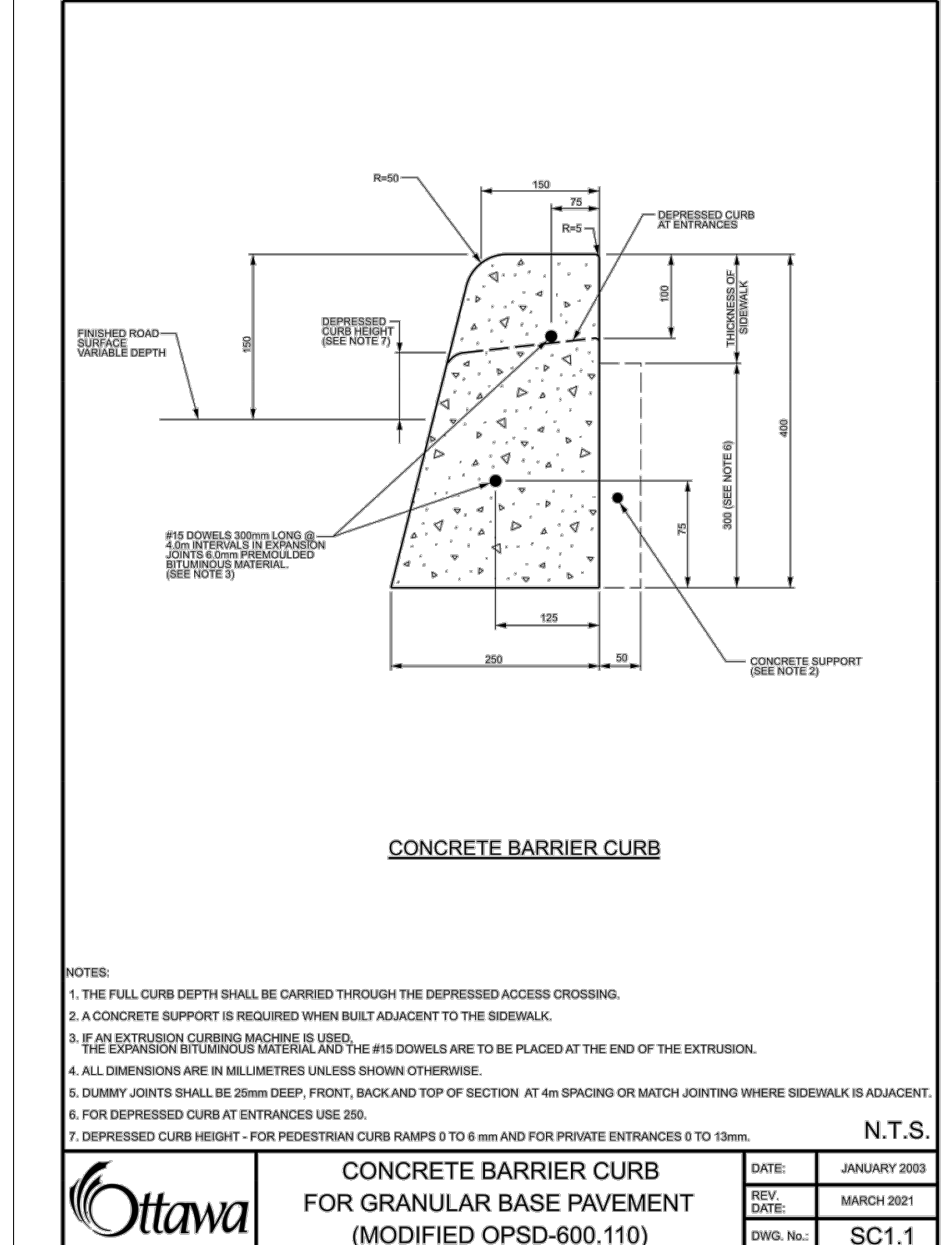 R=50
150
75
R=5
DEPRESSED CURB
AT ENTRANCES
150
100
THICKNESS OF
SIDEWALK
FINISHED ROAD
SURFACE
VARIABLE DEPTH
DEPRESSED
CURB HEIGHT
(SEE NOTE 7)
400
300 (SEE NOTE 6)
75
#15 DOWELS 300mm LONG @
4.0m INTERVALS IN EXPANSION
JOINTS 6.0mm PREMOULDED
BITUMINOUS MATERIAL.
(SEE NOTE 3)
125
250
50
CONCRETE SUPPORT
(SEE NOTE 2)
CONCRETE BARRIER CURB
NOTES:
1. THE FULL CURB DEPTH SHALL BE CARRIED THROUGH THE DEPRESSED ACCESS CROSSING.
2. A CONCRETE SUPPORT IS REQUIRED WHEN BUILT ADJACENT TO THE SIDEWALK.
3. IF AN EXTRUSION CURBING MACHINE IS USED,
THE EXPANSION BITUMINOUS MATERIAL AND THE #15 DOWELS ARE TO BE PLACED AT THE END OF THE EXTRUSION.
4. ALL DIMENSIONS ARE IN MILLIMETRES UNLESS SHOWN OTHERWISE.
5. DUMMY JOINTS SHALL BE 25mm DEEP, FRONT, BACK AND TOP OF SECTION AT 4m SPACING OR MATCH JOINTING WHERE SIDEWALK IS ADJACENT.
6. FOR DEPRESSED CURB AT ENTRANCES USE 250.
7. DEPRESSED CURB HEIGHT - FOR PEDESTRIAN CURB RAMPS 0 TO 6 mm AND FOR PRIVATE ENTRANCES 0 TO 13mm.
N.T.S.
Ottawa
CONCRETE BARRIER CURB
FOR GRANULAR BASE PAVEMENT
(MODIFIED OPSD-600.110)
DATE: JANUARY 2003
REV.
DATE: MARCH 2021
DWG. No.: SC1.1